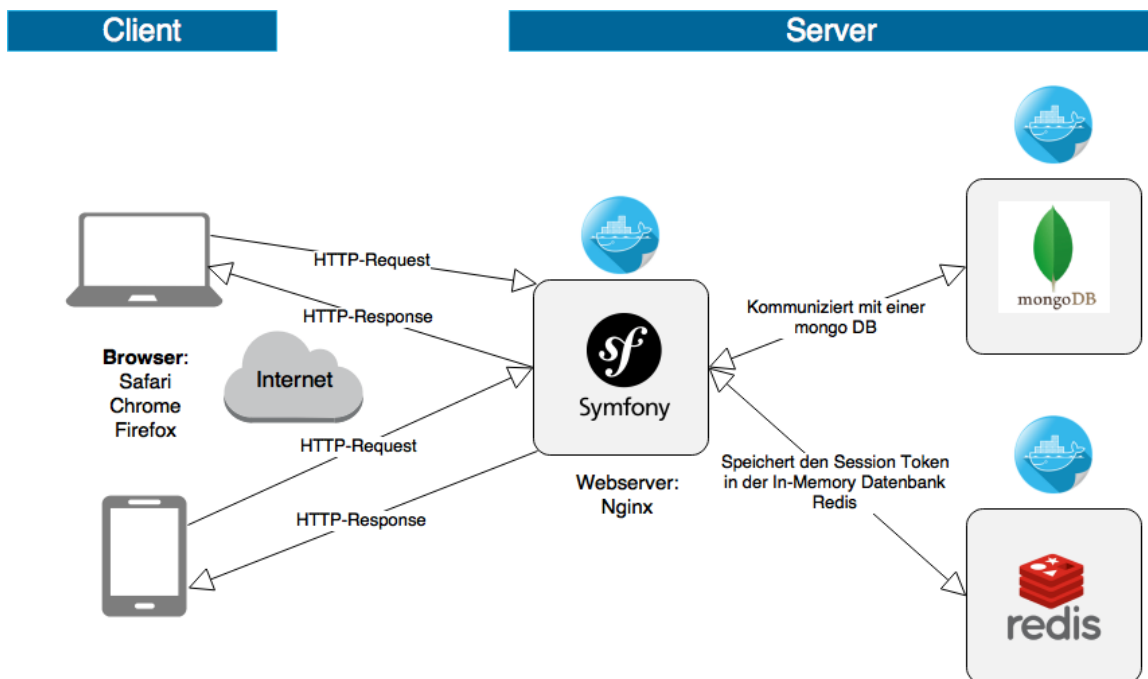 Client
Server
HTTP-Request
HTTP-Response
Browser:
Safari
Chrome
Firefox
Internet
HTTP-Request
HTTP-Response
sf
Symfony
Webserver:
Nginx
Kommuniziert mit einer
mongo DB
mongoDB
Speichert den Session Token
in der In-Memory Datenbank
Redis
redis